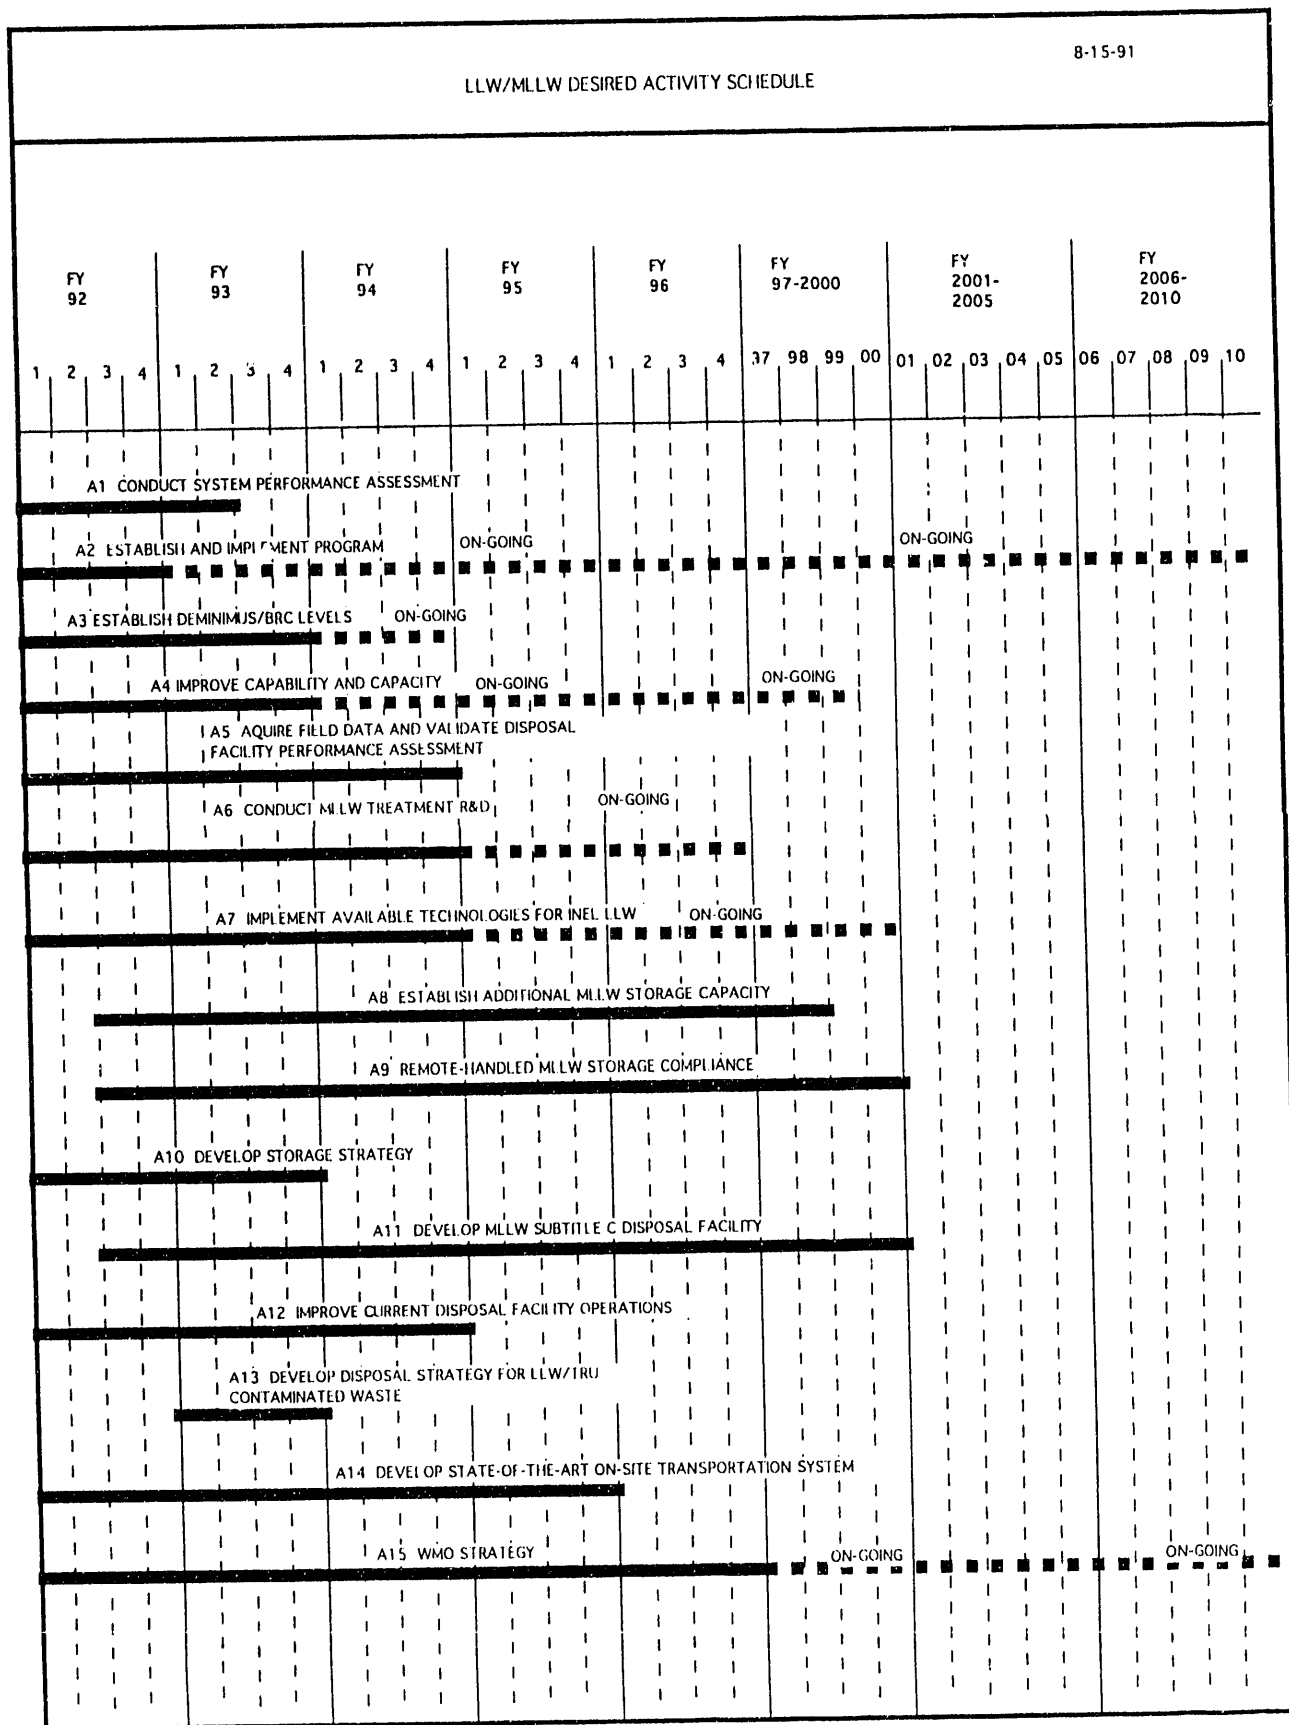 8-15-91
LLW/MLLW DESIRED ACTIVITY SCHEDULE
FY 92
FY 93
FY 94
FY 95
FY 96
FY 97-2000
FY 2001-2005
FY 2006-2010
1 2 3 4 1 2 3 4 1 2 3 4 1 2 3 4 1 2 3 4 97 98 99 00 01 02 03 04 05 06 07 08 09 10
A1 CONDUCT SYSTEM PERFORMANCE ASSESSMENT
A2 ESTABLISH AND IMPLEMENT PROGRAM ON-GOING ON-GOING
A3 ESTABLISH DEMINIMUS/BRC LEVELS ON-GOING
A4 IMPROVE CAPABILITY AND CAPACITY ON-GOING ON-GOING
A5 AQUIRE FIELD DATA AND VALIDATE DISPOSAL
FACILITY PERFORMANCE ASSESSMENT
A6 CONDUCT MLLW TREATMENT R&D ON-GOING
A7 IMPLEMENT AVAILABLE TECHNOLOGIES FOR INEL LLW ON-GOING
A8 ESTABLISH ADDITIONAL MLLW STORAGE CAPACITY
A9 REMOTE-HANDLED MLLW STORAGE COMPLIANCE
A10 DEVELOP STORAGE STRATEGY
A11 DEVELOP MLLW SUBTITLE C DISPOSAL FACILITY
A12 IMPROVE CURRENT DISPOSAL FACILITY OPERATIONS
A13 DEVELOP DISPOSAL STRATEGY FOR LLW/TRU
CONTAMINATED WASTE
A14 DEVELOP STATE-OF-THE-ART ON-SITE TRANSPORTATION SYSTEM
A15 WMO STRATEGY ON-GOING ON-GOING